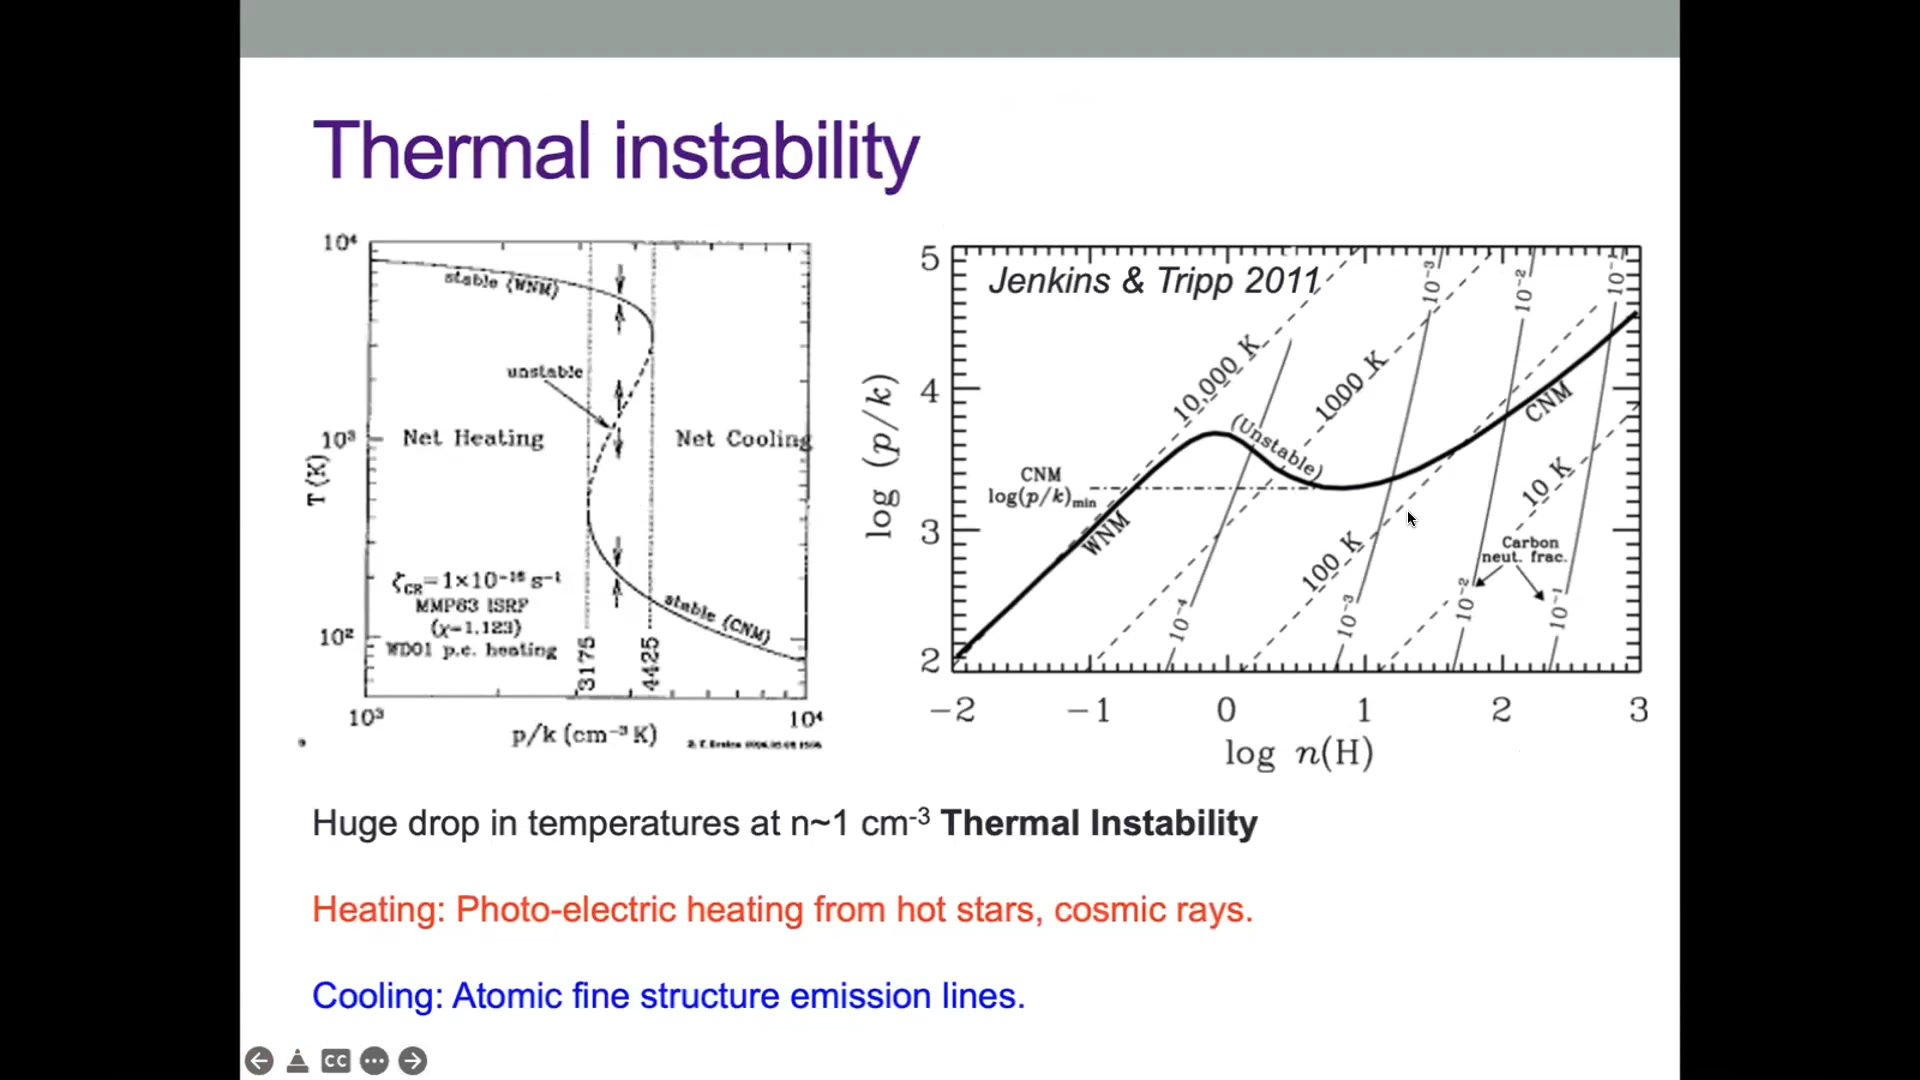 Thermal instability
10⁴
stable (WNM)
unstable
10³
Net Heating
Net Cooling
T (K)
ζCR=1×10⁻¹⁶ s⁻¹
MMP83 ISRF
(χ=1.123)
WD01 p.e. heating
10²
3175
4425
stable (CNM)
10³
10⁴
p/k (cm⁻³ K)
Jenkins & Tripp 2011
5
4
3
2
log (p/k)
10,000 K
1000 K
100 K
10 K
10⁻³
10⁻²
10⁻¹
(Unstable)
CNM
CNM
log(p/k)min
WNM
Carbon
neut. frac.
10⁻⁴
10⁻³
10⁻²
10⁻¹
−2
−1
0
1
2
3
log n(H)
Huge drop in temperatures at n~1 cm⁻³ Thermal Instability
Heating: Photo-electric heating from hot stars, cosmic rays.
Cooling: Atomic fine structure emission lines.
CC